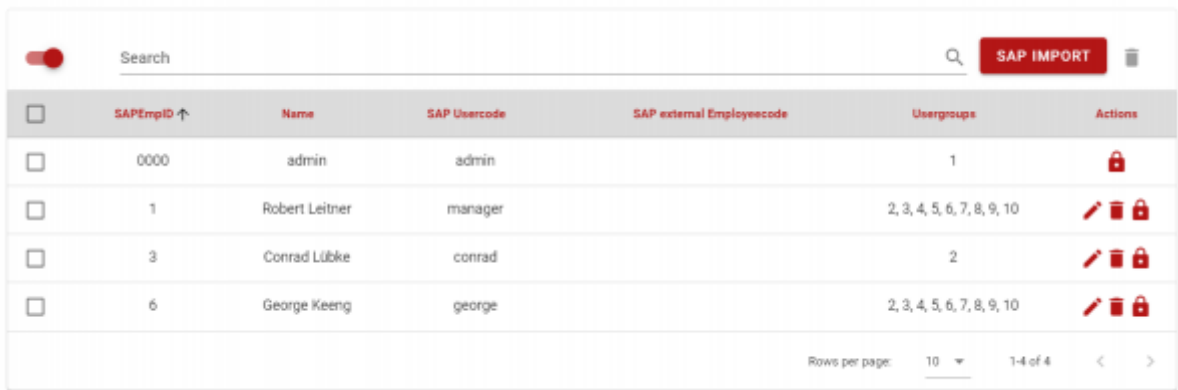 Search SAP IMPORT
SAPEmpID Name SAP Usercode SAP external Employeecode Usergroups Actions
0000 admin admin 1
1 Robert Leitner manager 2, 3, 4, 5, 6, 7, 8, 9, 10
3 Conrad Lübke conrad 2
6 George Keeng george 2, 3, 4, 5, 6, 7, 8, 9, 10
Rows per page: 10 1-4 of 4